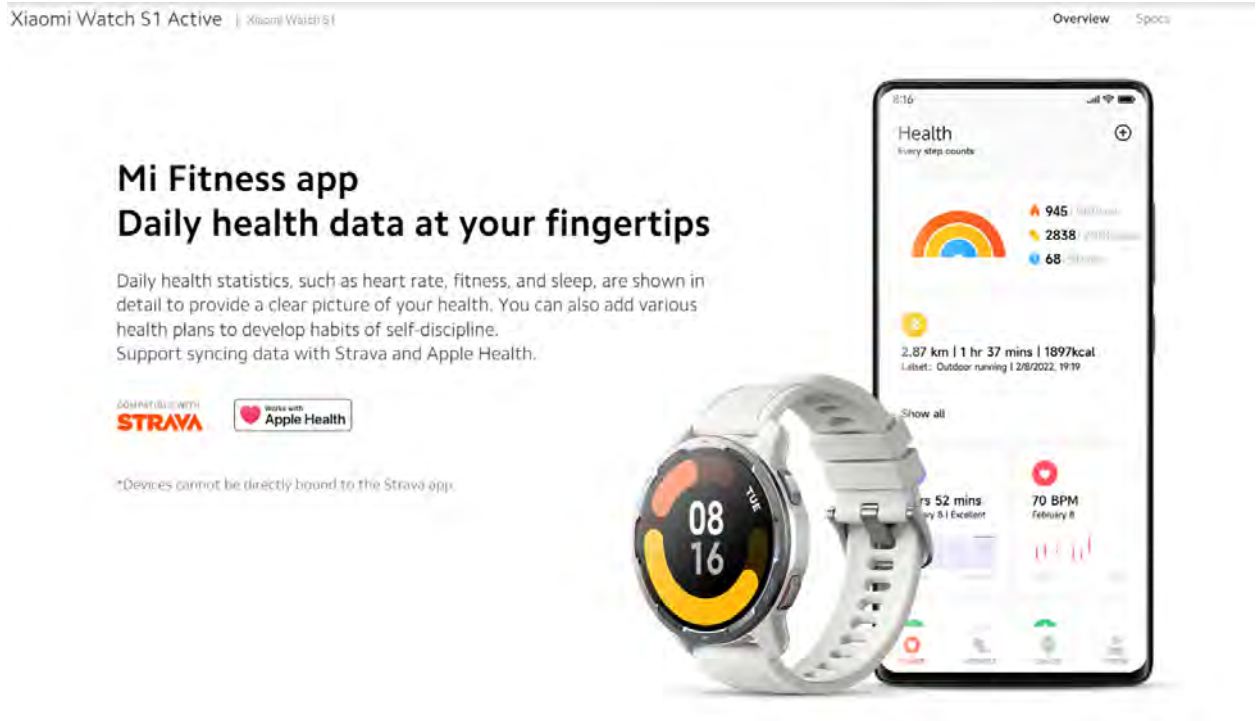 Xiaomi Watch S1 Active | Xiaomi Watch S1
Overview Specs
Mi Fitness app
Daily health data at your fingertips
Daily health statistics, such as heart rate, fitness, and sleep, are shown in
detail to provide a clear picture of your health. You can also add various
health plans to develop habits of self-discipline.
Support syncing data with Strava and Apple Health.
COMPATIBLE WITH
STRAVA
Works with
Apple Health
*Devices cannot be directly bound to the Strava app.
8:16
Health
Every step counts
945
2838
68
2.87 km | 1 hr 37 mins | 1897kcal
Outdoor running | 2/8/2022, 19:19
Show all
rs 52 mins
ry 8 | Excellent
70 BPM
February 8
TUE
08
16